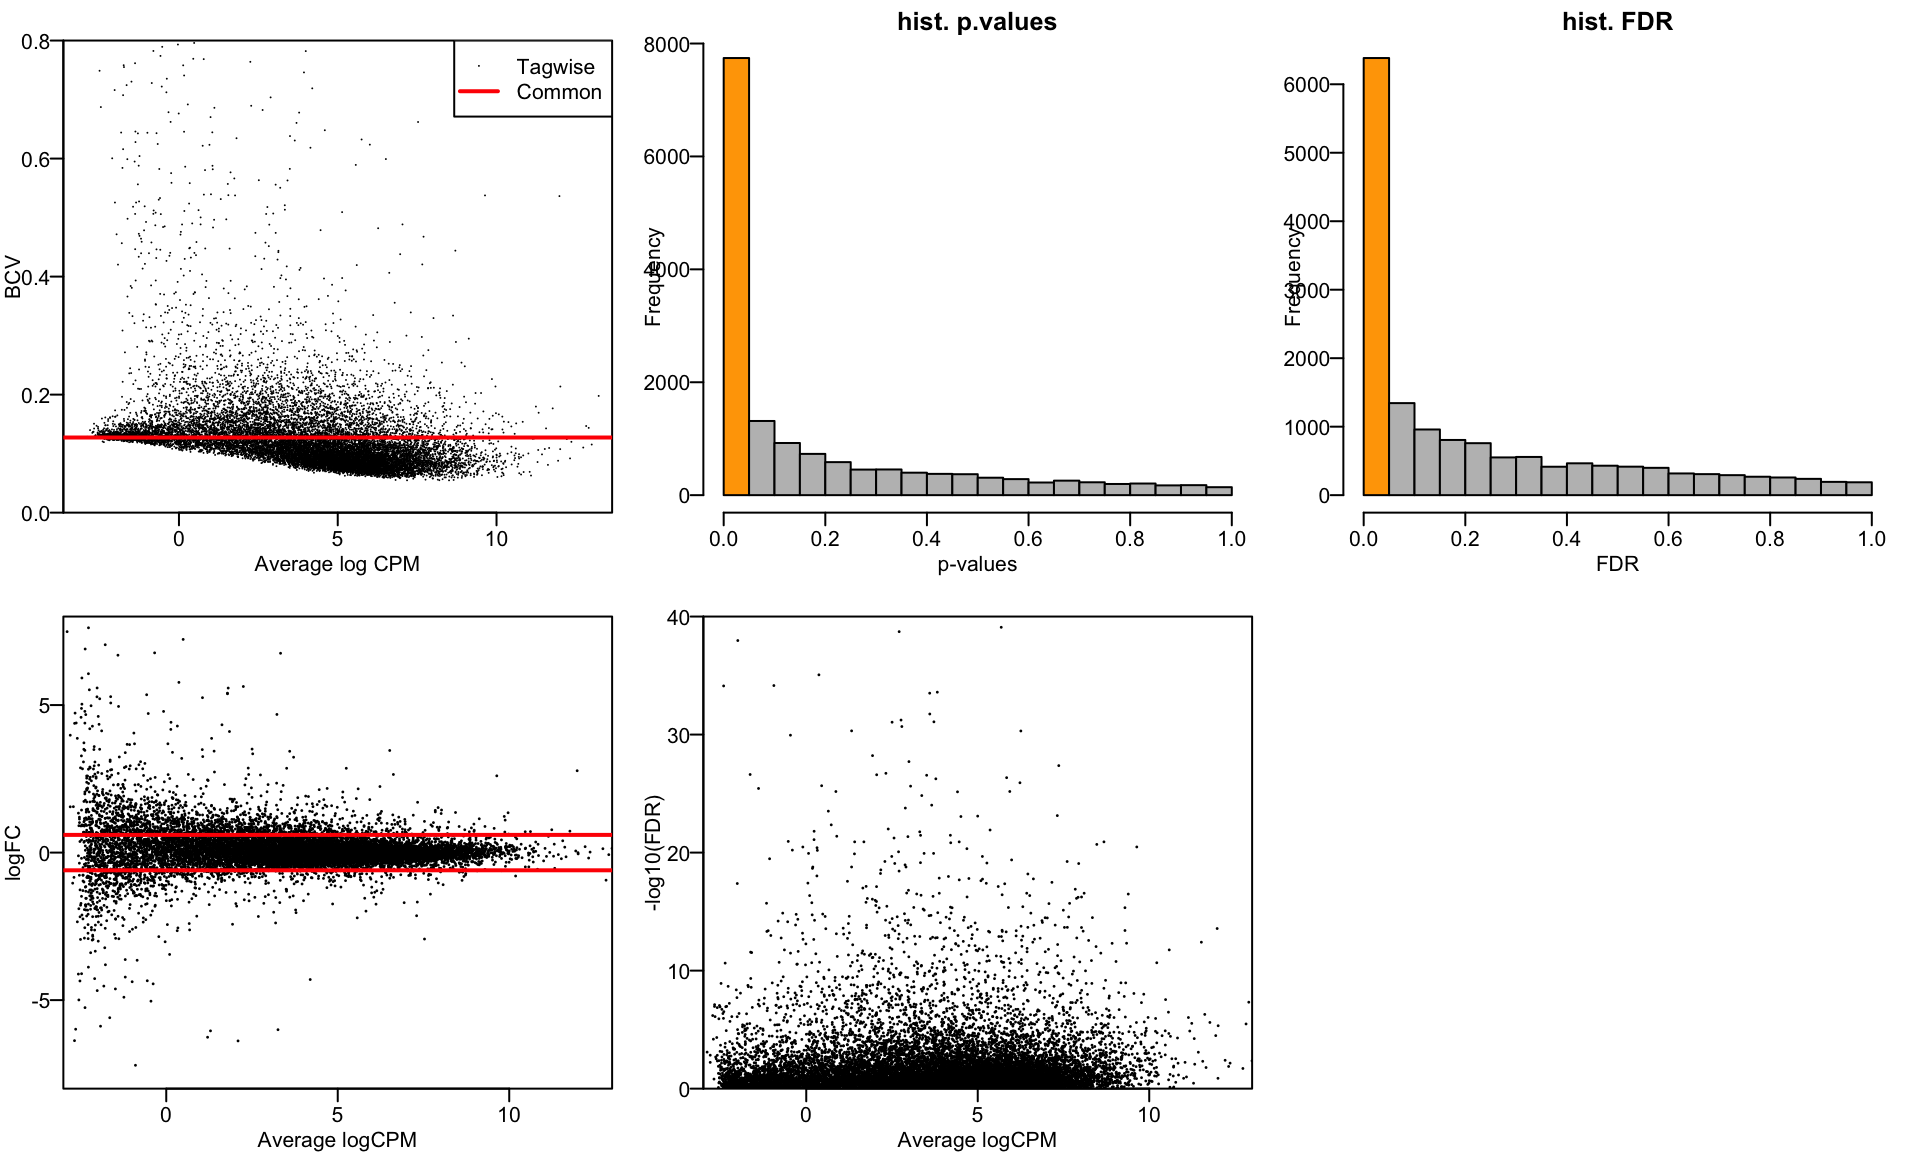 0.8
0.6
0.4
0.2
0.0
BCV
Tagwise
Common
0 5 10
Average log CPM
hist. p.values
8000
6000
4000
2000
0
Frequency
0.0 0.2 0.4 0.6 0.8 1.0
p-values
hist. FDR
6000
5000
4000
3000
2000
1000
0
Frequency
0.0 0.2 0.4 0.6 0.8 1.0
FDR
5
0
-5
logFC
0 5 10
Average logCPM
40
30
20
10
0
-log10(FDR)
0 5 10
Average logCPM